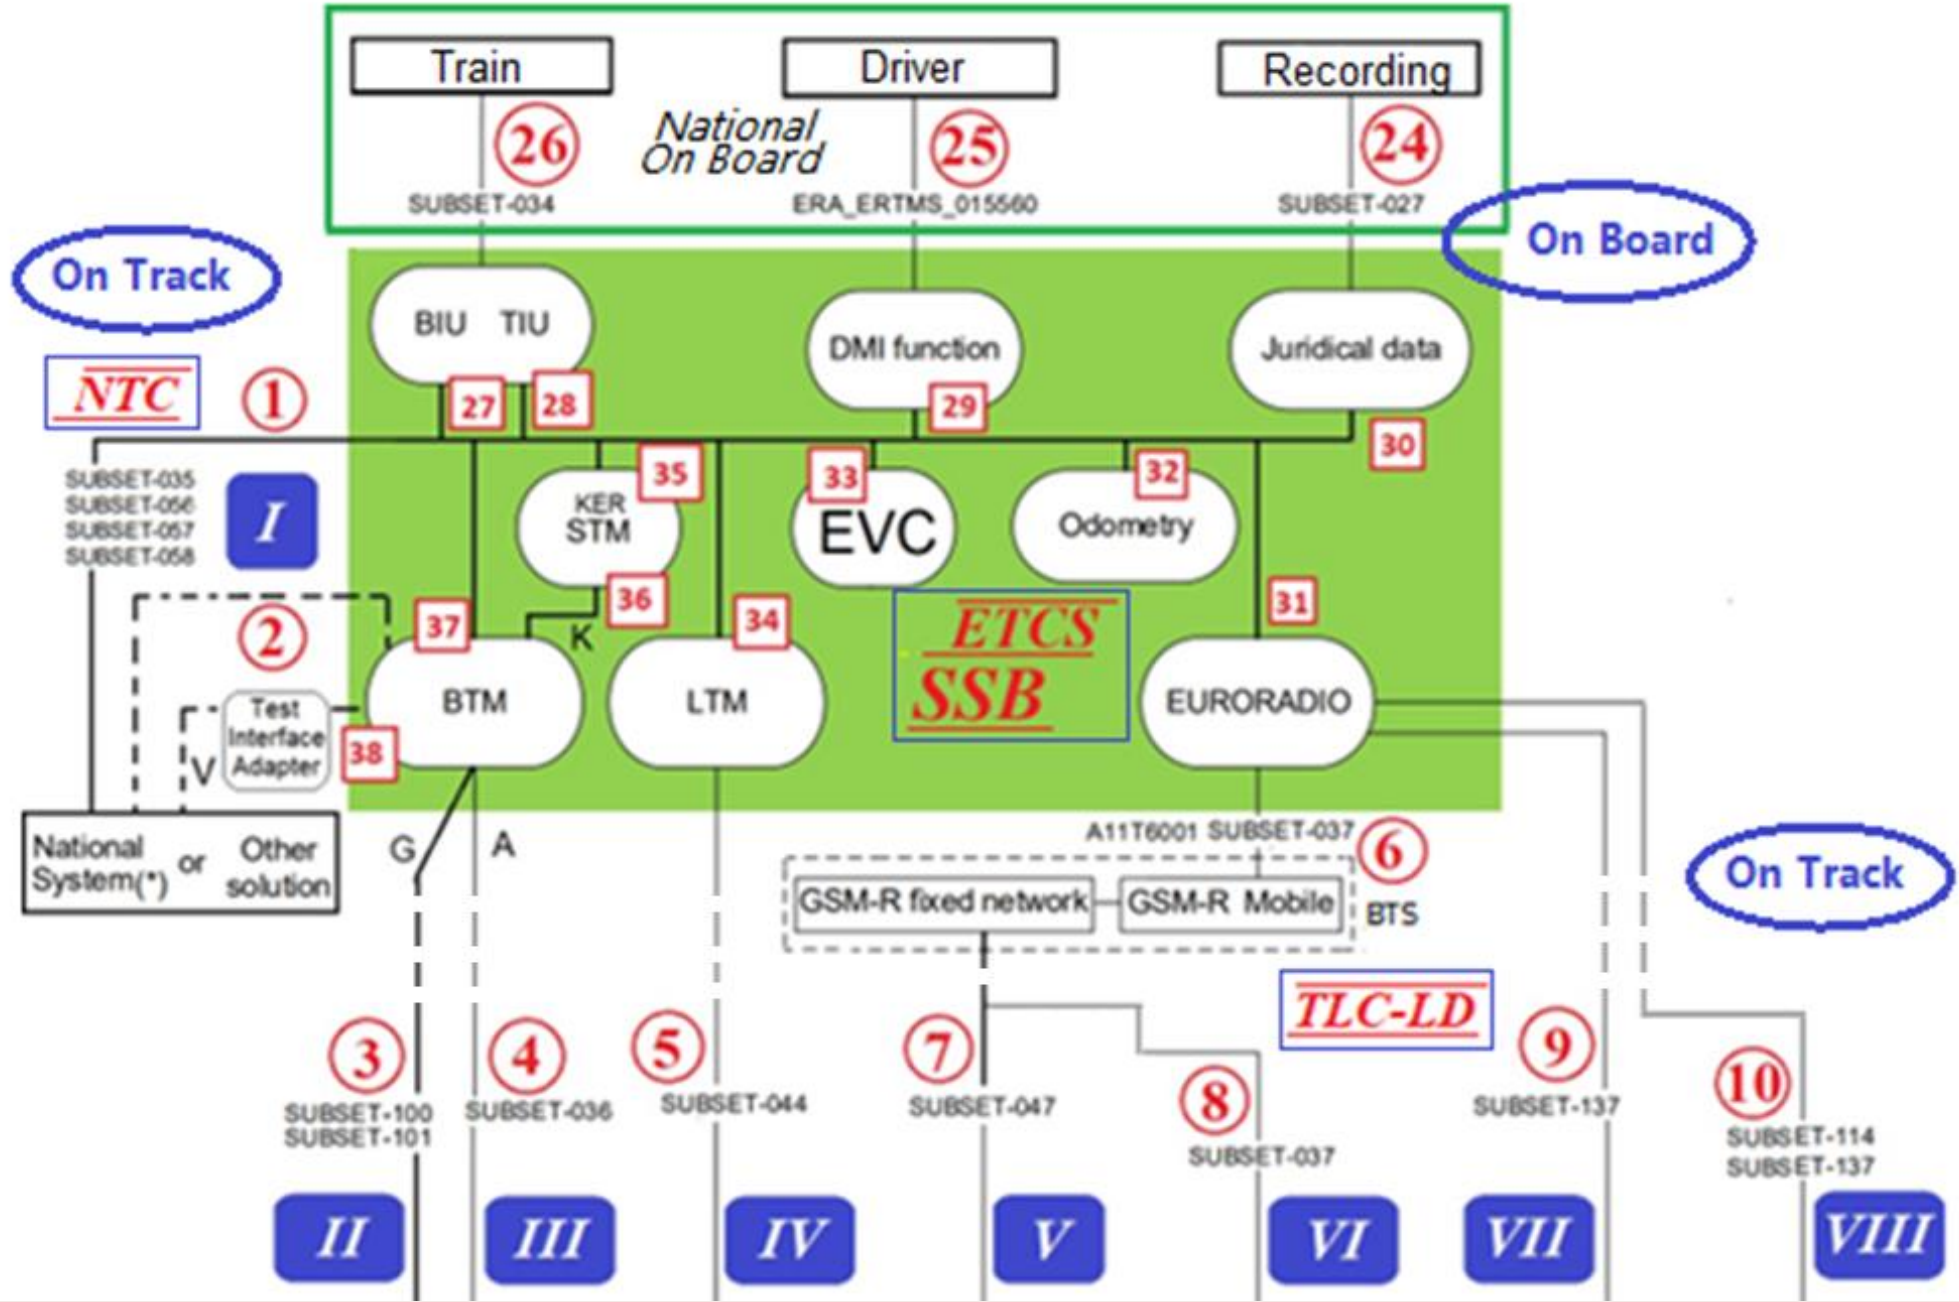 Train
Driver
Recording
26
National
On Board
25
24
SUBSET-034
ERA_ERTMS_015560
SUBSET-027
On Board
On Track
BIU TIU
DMI function
Juridical data
NTC
1
27
28
29
30
SUBSET-035
SUBSET-056
SUBSET-057
SUBSET-058
I
35
KER
STM
33
EVC
32
Odometry
2
37
36
K
34
ETCS
SSB
31
Test
Interface
Adapter
V
38
BTM
LTM
EURORADIO
National
System(*)
or
Other
solution
G
A
A11T6001 SUBSET-037
6
GSM-R fixed network
GSM-R Mobile
BTS
On Track
TLC-LD
3
4
5
7
8
9
10
SUBSET-100
SUBSET-101
SUBSET-036
SUBSET-044
SUBSET-047
SUBSET-037
SUBSET-137
SUBSET-114
SUBSET-137
II
III
IV
V
VI
VII
VIII